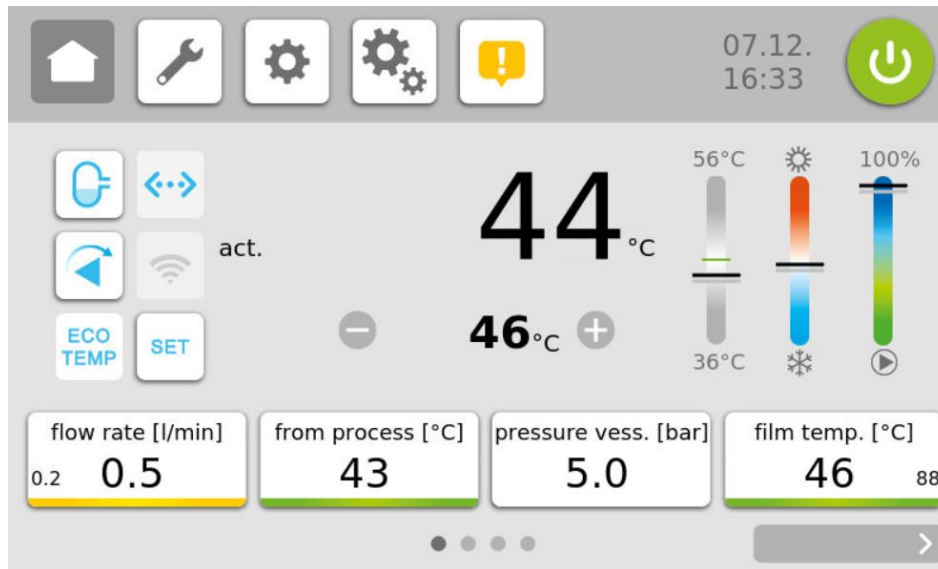 07.12.
16:33
56°C
100%
act.
44 °C
ECO
TEMP
SET
46 °C
36°C
flow rate [l/min]
0.2 0.5
from process [°C]
43
pressure vess. [bar]
5.0
film temp. [°C]
46 88